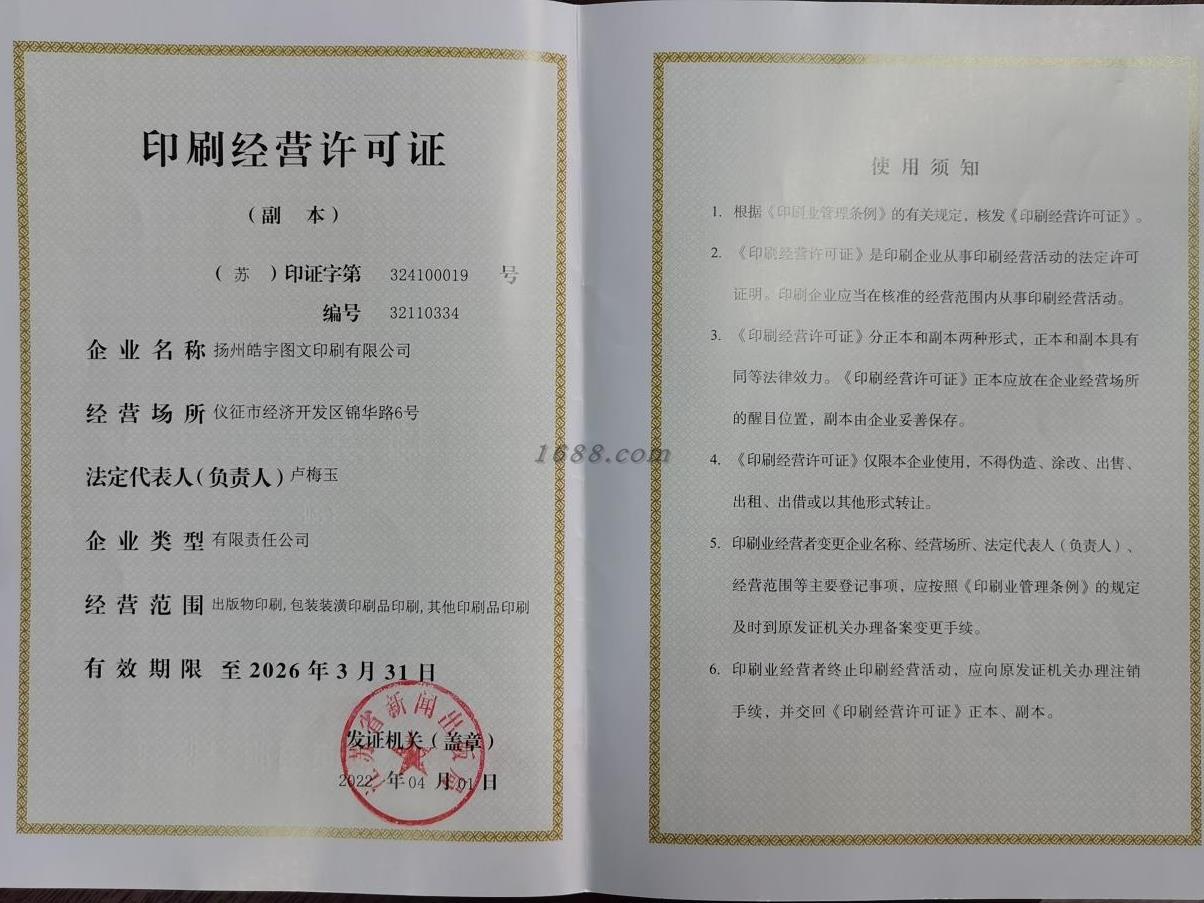 印刷经营许可证
（副 本）
（ 苏 ）印证字第 324100019 号
编号 32110334
企业名称 扬州皓宇图文印刷有限公司
经营场所 仪征市经济开发区锦华路6号
法定代表人（负责人）卢梅玉
企业类型 有限责任公司
经营范围 出版物印刷，包装装潢印刷品印刷，其他印刷品印刷
有效期限 至2026年3月31日
江苏省新闻出版局
发证机关（盖章）
2022 年 04 月 01 日
1688.com
使用须知
1. 根据《印刷业管理条例》的有关规定，核发《印刷经营许可证》。
2. 《印刷经营许可证》是印刷企业从事印刷经营活动的法定许可
证明。印刷企业应当在核准的经营范围内从事印刷经营活动。
3. 《印刷经营许可证》分正本和副本两种形式，正本和副本具有
同等法律效力。《印刷经营许可证》正本应放在企业经营场所
的醒目位置，副本由企业妥善保存。
4. 《印刷经营许可证》仅限本企业使用，不得伪造、涂改、出售、
出租、出借或以其他形式转让。
5. 印刷业经营者变更企业名称、经营场所、法定代表人（负责人）、
经营范围等主要登记事项，应按照《印刷业管理条例》的规定
及时到原发证机关办理备案变更手续。
6. 印刷业经营者终止印刷经营活动，应向原发证机关办理注销
手续，并交回《印刷经营许可证》正本、副本。